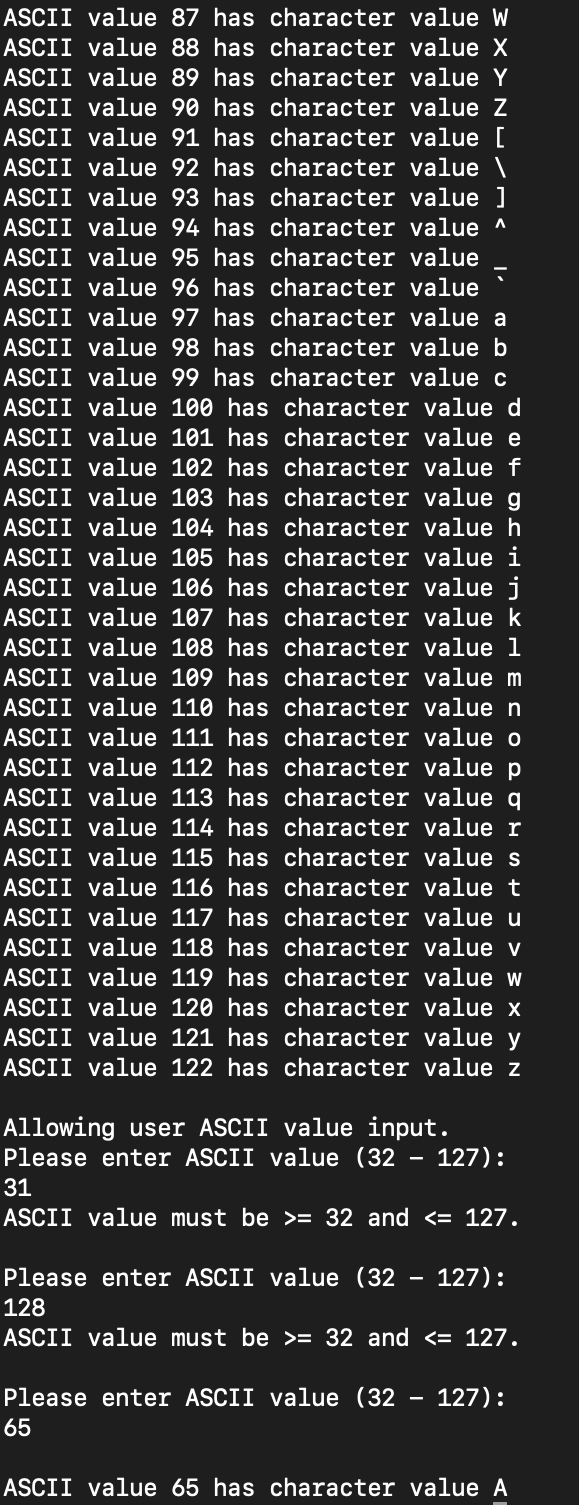 ASCII value 87 has character value W
ASCII value 88 has character value X
ASCII value 89 has character value Y
ASCII value 90 has character value Z
ASCII value 91 has character value [
ASCII value 92 has character value \
ASCII value 93 has character value ]
ASCII value 94 has character value ^
ASCII value 95 has character value _
ASCII value 96 has character value `
ASCII value 97 has character value a
ASCII value 98 has character value b
ASCII value 99 has character value c
ASCII value 100 has character value d
ASCII value 101 has character value e
ASCII value 102 has character value f
ASCII value 103 has character value g
ASCII value 104 has character value h
ASCII value 105 has character value i
ASCII value 106 has character value j
ASCII value 107 has character value k
ASCII value 108 has character value l
ASCII value 109 has character value m
ASCII value 110 has character value n
ASCII value 111 has character value o
ASCII value 112 has character value p
ASCII value 113 has character value q
ASCII value 114 has character value r
ASCII value 115 has character value s
ASCII value 116 has character value t
ASCII value 117 has character value u
ASCII value 118 has character value v
ASCII value 119 has character value w
ASCII value 120 has character value x
ASCII value 121 has character value y
ASCII value 122 has character value z
Allowing user ASCII value input.
Please enter ASCII value (32 – 127):
31
ASCII value must be >= 32 and <= 127.
Please enter ASCII value (32 – 127):
128
ASCII value must be >= 32 and <= 127.
Please enter ASCII value (32 – 127):
65
ASCII value 65 has character value A